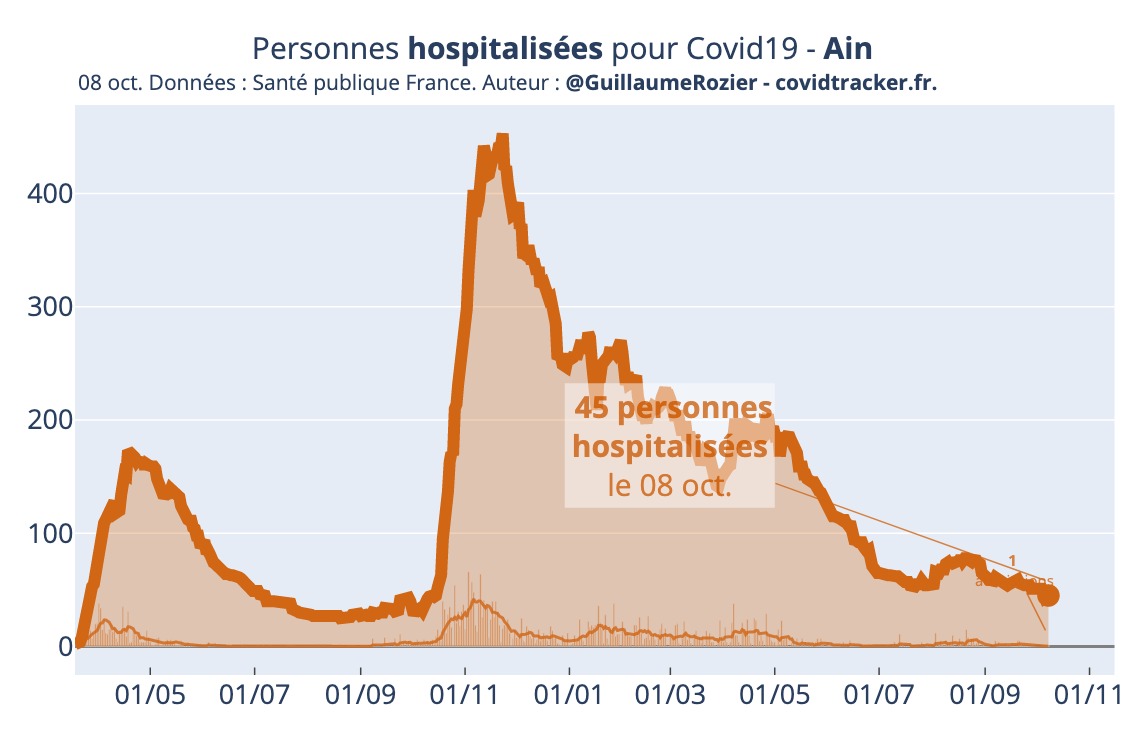 Personnes hospitalisées pour Covid19 - Ain
08 oct. Données : Santé publique France. Auteur : @GuillaumeRozier - covidtracker.fr.
400
300
200
100
0
45 personnes
hospitalisées
le 08 oct.
1
01/05 01/07 01/09 01/11 01/01 01/03 01/05 01/07 01/09 01/11